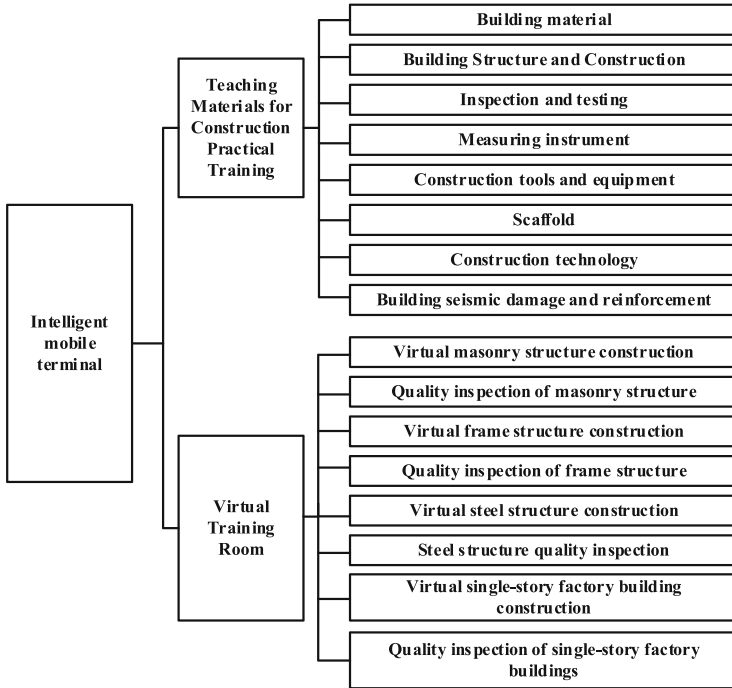 Intelligent
mobile
terminal
Teaching
Materials for
Construction
Practical
Training
Building material
Building Structure and Construction
Inspection and testing
Measuring instrument
Construction tools and equipment
Scaffold
Construction technology
Building seismic damage and reinforcement
Virtual
Training
Room
Virtual masonry structure construction
Quality inspection of masonry structure
Virtual frame structure construction
Quality inspection of frame structure
Virtual steel structure construction
Steel structure quality inspection
Virtual single-story factory building
construction
Quality inspection of single-story factory
buildings